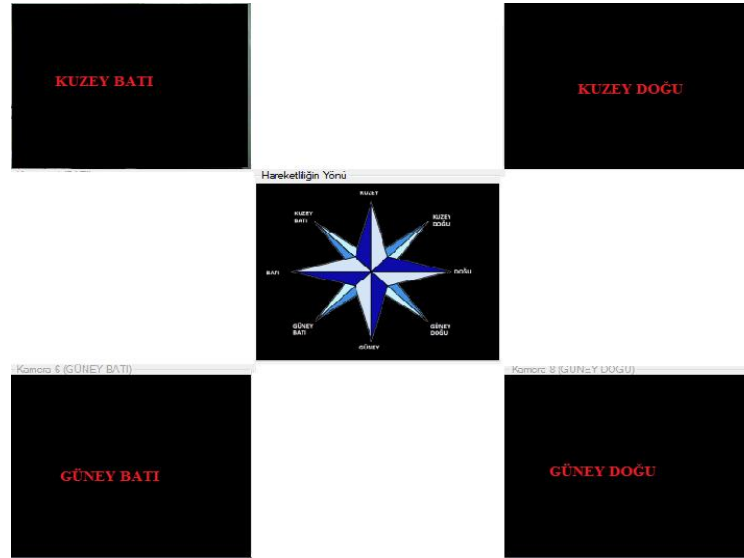 KUZEY BATI
KUZEY DOĞU
Hareketliliğin Yönü
KUZEY
KUZEY
BATI
KUZEY
DOĞU
BATI
DOĞU
GÜNEY
BATI
GÜNEY
DOĞU
GÜNEY
Kamera 6 (GÜNEY BATI)
Kamera 8 (GÜNEY DOĞU)
GÜNEY BATI
GÜNEY DOĞU